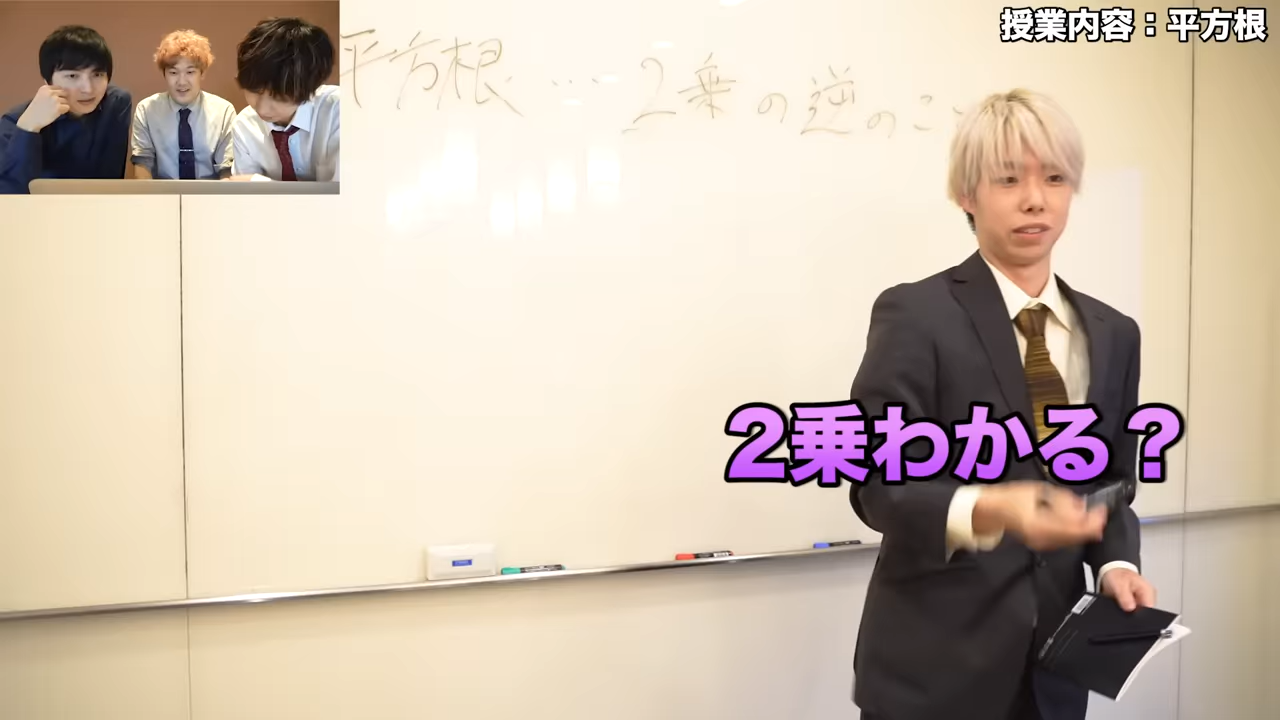 授業内容：平方根
平方根…2乗の逆のこと
2乗わかる？